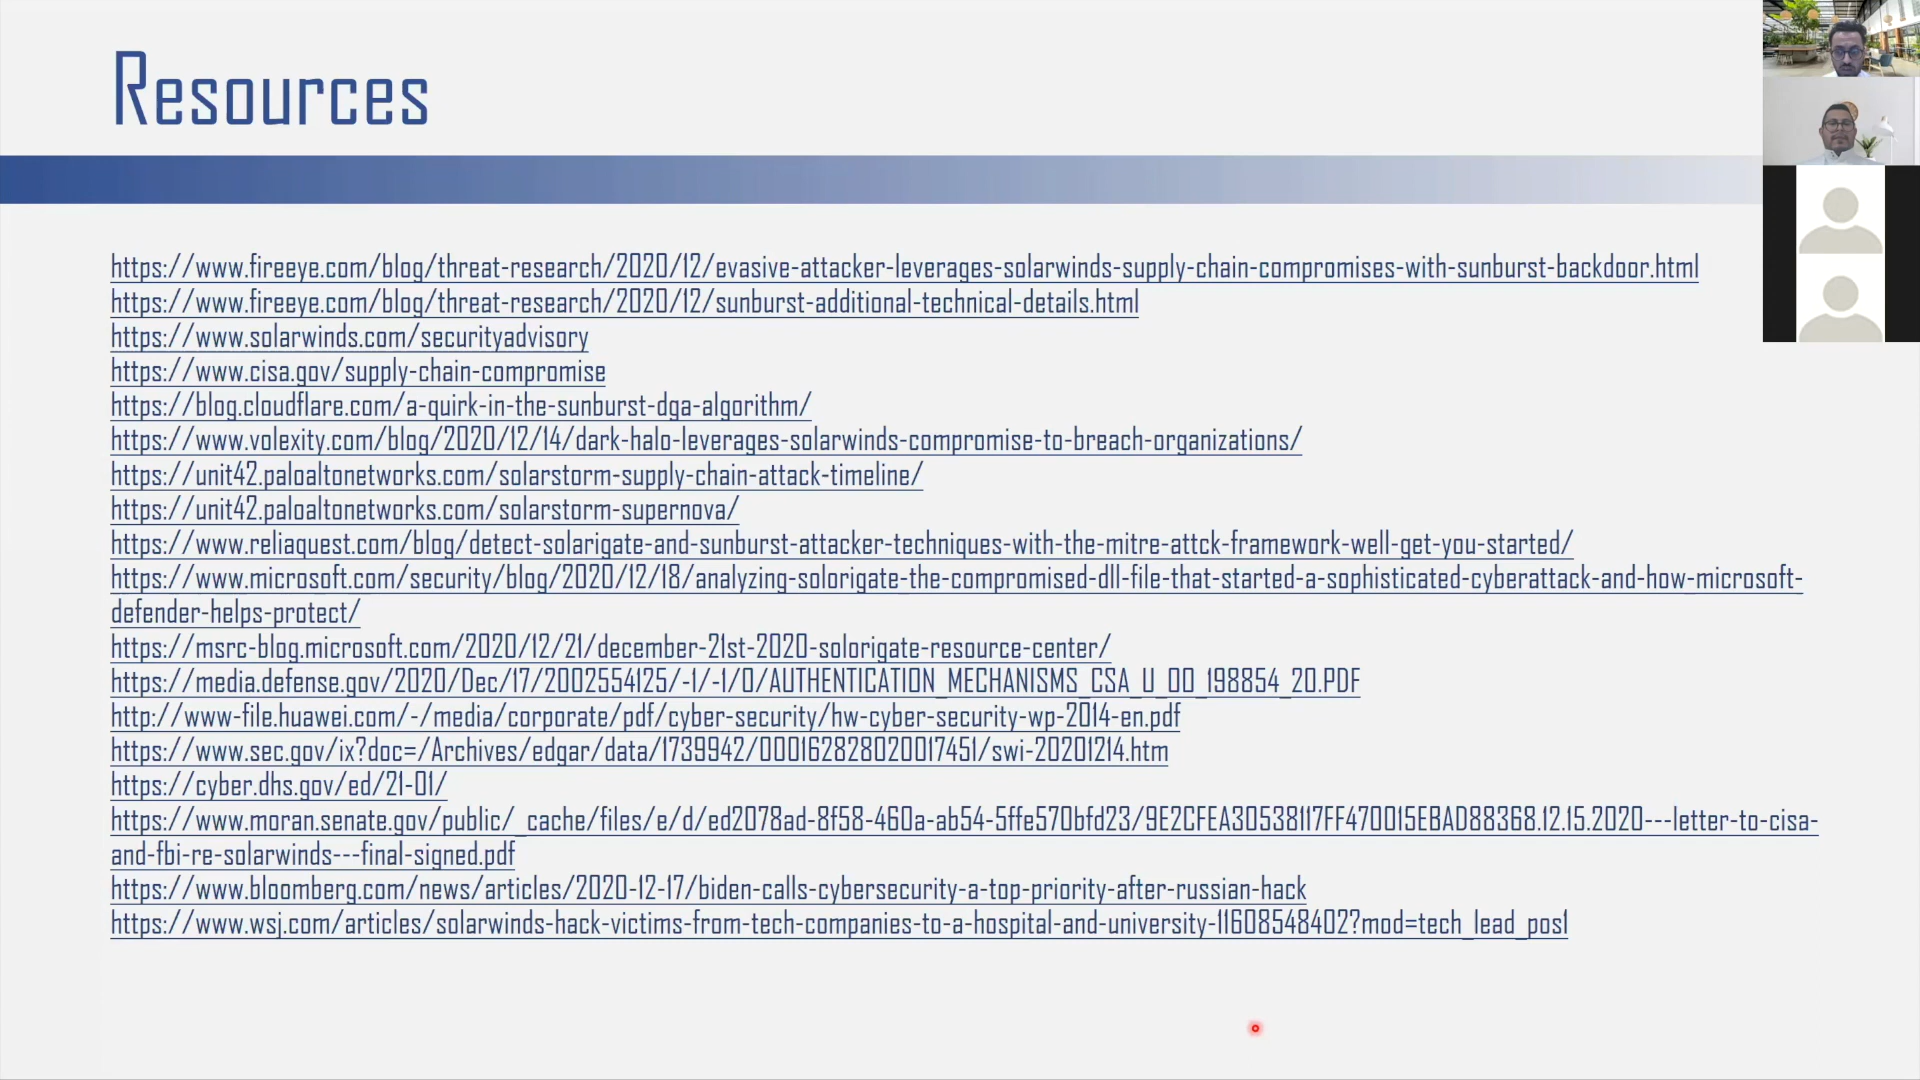 Resources
https://www.fireeye.com/blog/threat-research/2020/12/evasive-attacker-leverages-solarwinds-supply-chain-compromises-with-sunburst-backdoor.html
https://www.fireeye.com/blog/threat-research/2020/12/sunburst-additional-technical-details.html
https://www.solarwinds.com/securityadvisory
https://www.cisa.gov/supply-chain-compromise
https://blog.cloudflare.com/a-quirk-in-the-sunburst-dga-algorithm/
https://www.volexity.com/blog/2020/12/14/dark-halo-leverages-solarwinds-compromise-to-breach-organizations/
https://unit42.paloaltonetworks.com/solarstorm-supply-chain-attack-timeline/
https://unit42.paloaltonetworks.com/solarstorm-supernova/
https://www.reliaquest.com/blog/detect-solarigate-and-sunburst-attacker-techniques-with-the-mitre-attck-framework-well-get-you-started/
https://www.microsoft.com/security/blog/2020/12/18/analyzing-solorigate-the-compromised-dll-file-that-started-a-sophisticated-cyberattack-and-how-microsoft-
defender-helps-protect/
https://msrc-blog.microsoft.com/2020/12/21/december-21st-2020-solorigate-resource-center/
https://media.defense.gov/2020/Dec/17/2002554125/-1/-1/0/AUTHENTICATION_MECHANISMS_CSA_U_OO_198854_20.PDF
http://www-file.huawei.com/-/media/corporate/pdf/cyber-security/hw-cyber-security-wp-2014-en.pdf
https://www.sec.gov/ix?doc=/Archives/edgar/data/1739942/000162828020017451/swi-20201214.htm
https://cyber.dhs.gov/ed/21-01/
https://www.moran.senate.gov/public/_cache/files/e/d/ed2078ad-8f58-460a-ab54-5ffe570bfd23/9E2CFEA30538117FF470015EBAD88368.12.15.2020---letter-to-cisa-
and-fbi-re-solarwinds---final-signed.pdf
https://www.bloomberg.com/news/articles/2020-12-17/biden-calls-cybersecurity-a-top-priority-after-russian-hack
https://www.wsj.com/articles/solarwinds-hack-victims-from-tech-companies-to-a-hospital-and-university-11608548402?mod=tech_lead_pos1